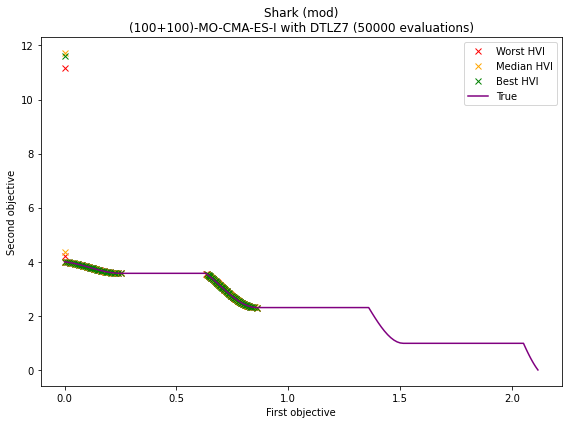 Shark (mod)
(100+100)-MO-CMA-ES-I with DTLZ7 (50000 evaluations)
Worst HVI
Median HVI
Best HVI
True
Second objective
12
10
8
6
4
2
0
0.0
0.5
1.0
1.5
2.0
First objective